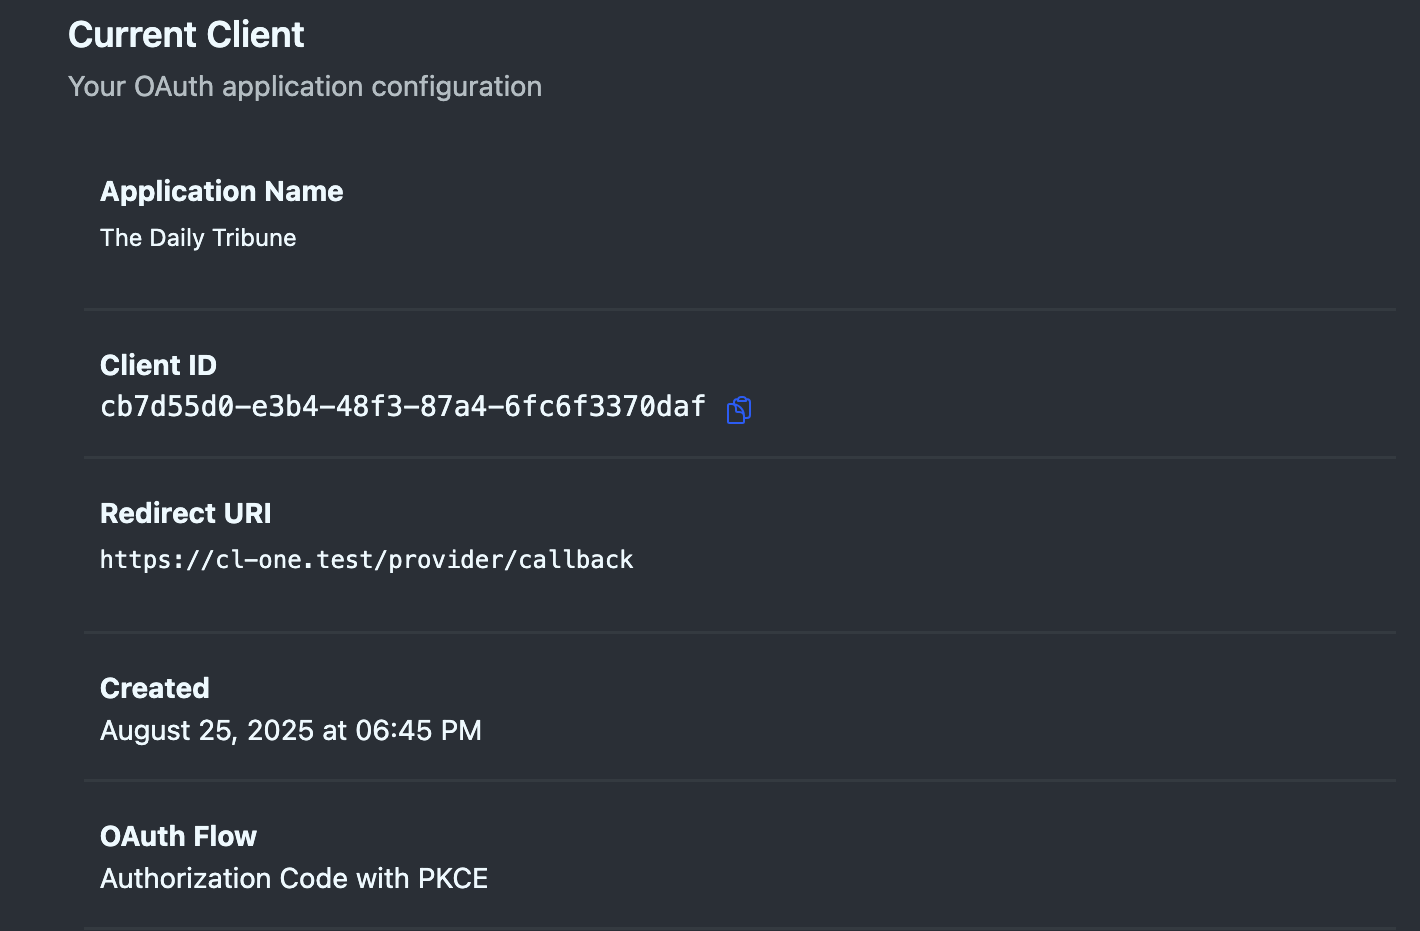 Current Client
Your OAuth application configuration
Application Name
The Daily Tribune
Client ID
cb7d55d0-e3b4-48f3-87a4-6fc6f3370daf
Redirect URI
https://cl-one.test/provider/callback
Created
August 25, 2025 at 06:45 PM
OAuth Flow
Authorization Code with PKCE